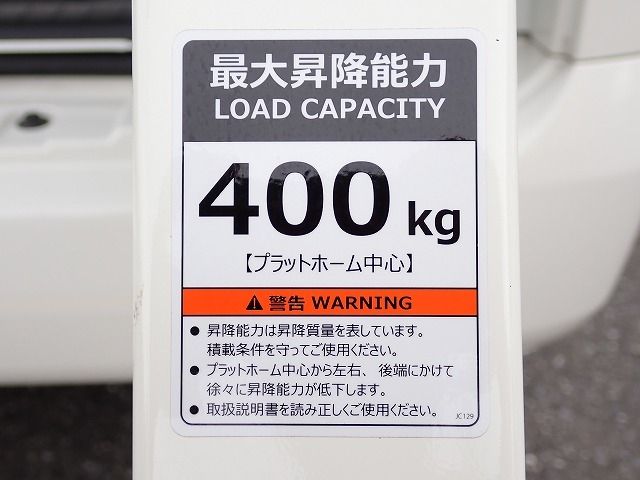 最大昇降能力
LOAD CAPACITY
400 kg
【プラットホーム中心】
⚠ 警告 WARNING
● 昇降能力は昇降質量を表しています。
積載条件を守ってご使用ください。
● プラットホーム中心から左右、後端にかけて
徐々に昇降能力が低下します。
● 取扱説明書を読み正しくご使用ください。
JC129